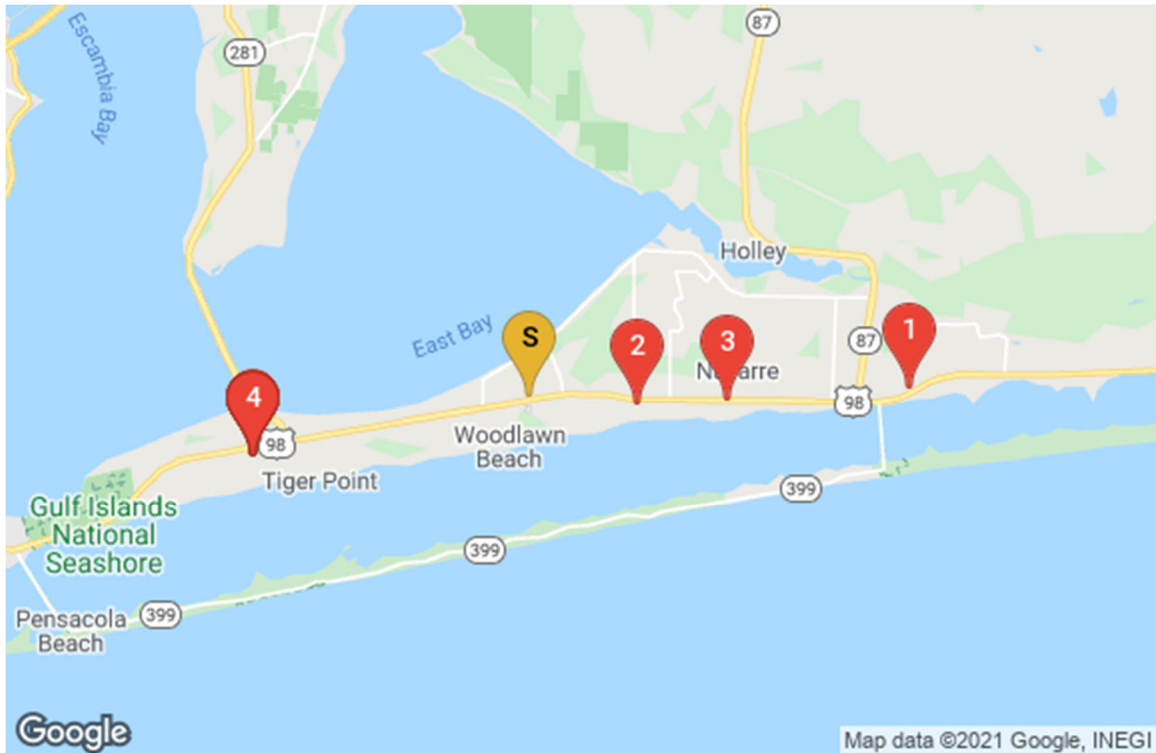 87
281
Escambia Bay
Holley
East Bay
S
2
3
1
87
Navarre
98
4
98
Woodlawn
Beach
Tiger Point
399
Gulf Islands
National
Seashore
399
399
Pensacola
Beach
Google
Map data ©2021 Google, INEGI